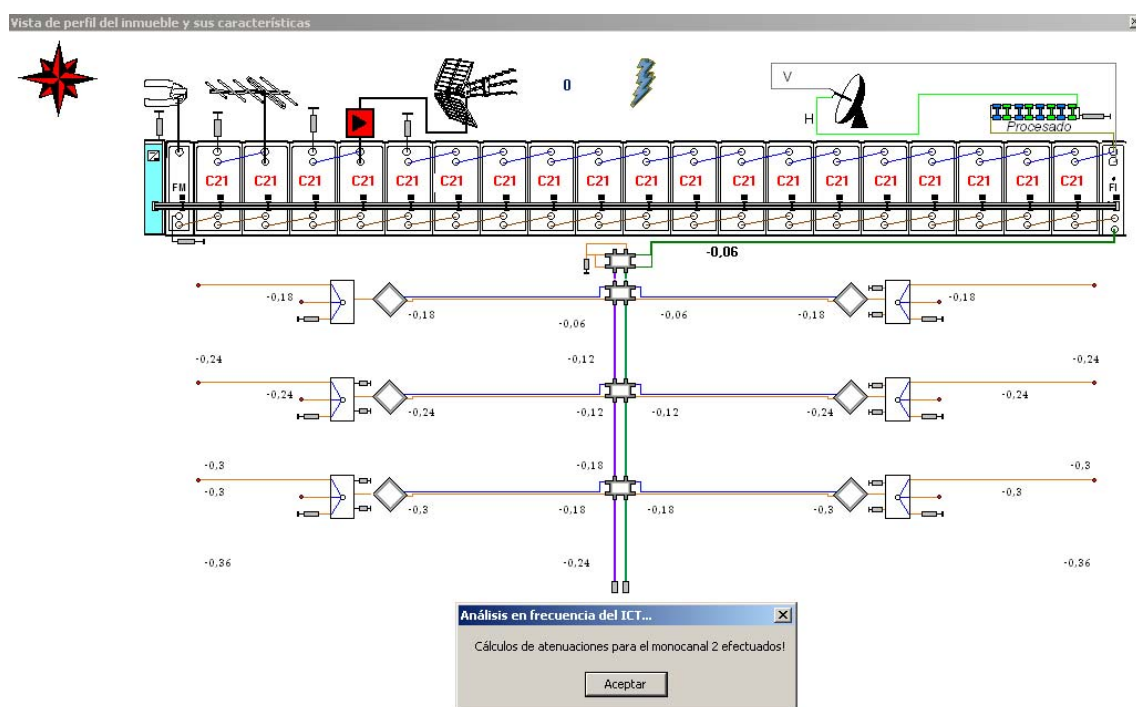 Vista de perfil del inmueble y sus características
0
V
H
Procesado
FM C21 C21 C21 C21 C21 C21 C21 C21 C21 C21 C21 C21 C21 C21 C21 C21 C21 C21 C21 FI
-0,06
-0,18 -0,18
-0,18 -0,06 -0,06 -0,18
-0,24 -0,12 -0,24
-0,24 -0,24
-0,24 -0,12 -0,12 -0,24
-0,3 -0,18 -0,3
-0,3 -0,3
-0,3 -0,18 -0,18 -0,3
-0,36 -0,24 -0,36
Análisis en frecuencia del ICT...
Cálculos de atenuaciones para el monocanal 2 efectuados!
Aceptar